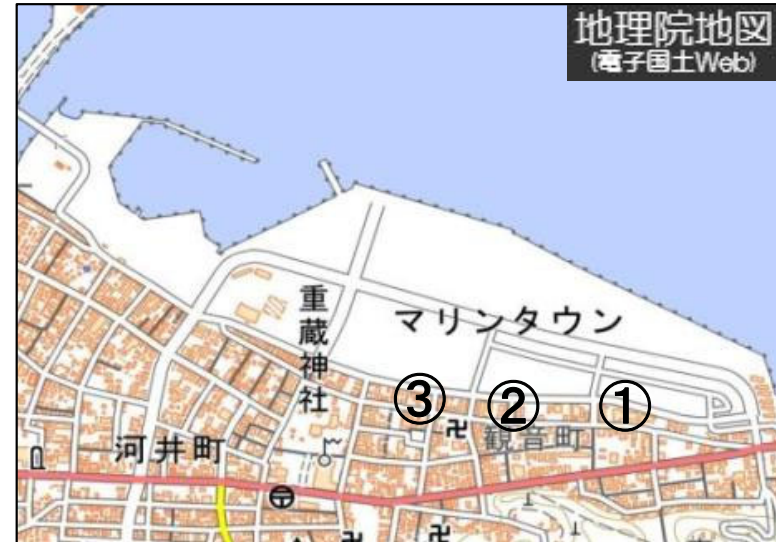 地理院地図
(電子国土Web)
重蔵神社
マリンタウン
③
②
①
観音町
河井町